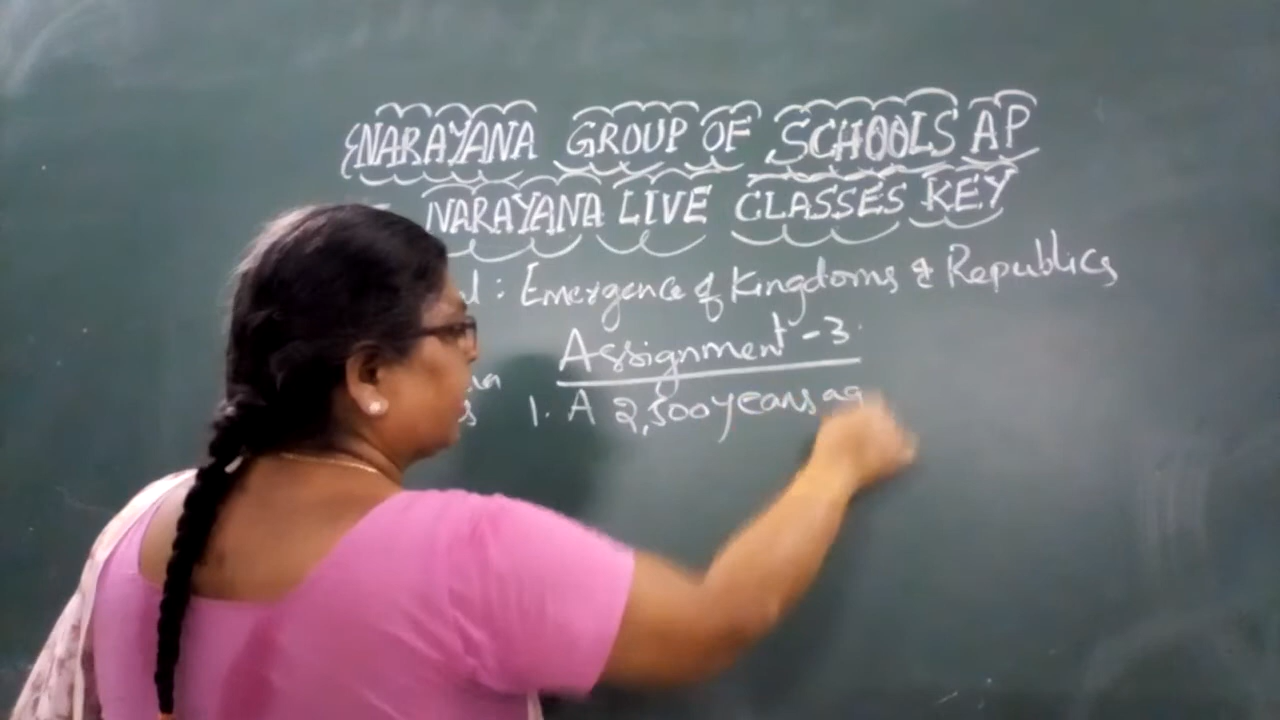 NARAYANA GROUP OF SCHOOLS AP
NARAYANA LIVE CLASSES KEY
: Emergence of Kingdoms & Republics
Assignment - 3.
1. A 2,500 years ag